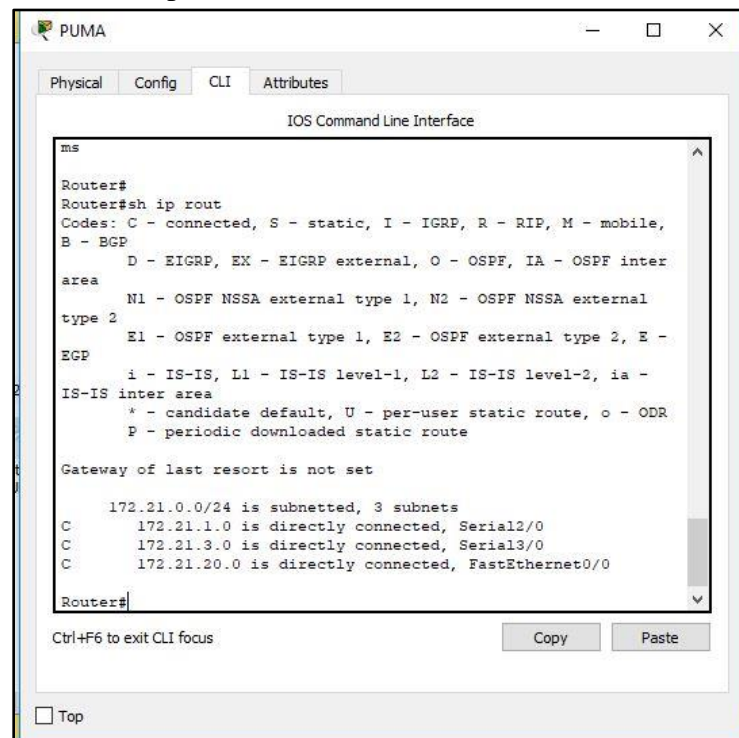 PUMA
Physical Config CLI Attributes
IOS Command Line Interface
ms
Router#
Router#sh ip rout
Codes: C - connected, S - static, I - IGRP, R - RIP, M - mobile,
B - BGP
D - EIGRP, EX - EIGRP external, O - OSPF, IA - OSPF inter
area
N1 - OSPF NSSA external type 1, N2 - OSPF NSSA external
type 2
E1 - OSPF external type 1, E2 - OSPF external type 2, E -
EGP
i - IS-IS, L1 - IS-IS level-1, L2 - IS-IS level-2, ia -
IS-IS inter area
* - candidate default, U - per-user static route, o - ODR
P - periodic downloaded static route
Gateway of last resort is not set
172.21.0.0/24 is subnetted, 3 subnets
C 172.21.1.0 is directly connected, Serial2/0
C 172.21.3.0 is directly connected, Serial3/0
C 172.21.20.0 is directly connected, FastEthernet0/0
Router#
Ctrl+F6 to exit CLI focus
Copy Paste
Top